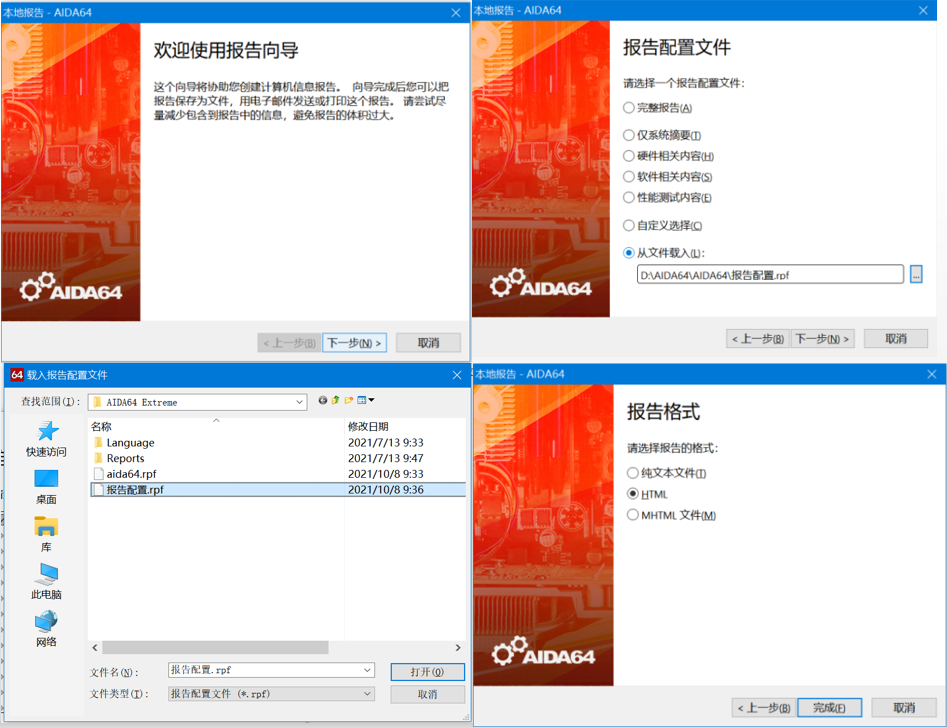 本地报告 - AIDA64
欢迎使用报告向导
这个向导将协助您创建计算机信息报告。 向导完成后您可以把
报告保存为文件，用电子邮件发送或打印这个报告。 请尝试尽
量减少包含到报告中的信息，避免报告的体积过大。
AIDA64
< 上一步(B)
下一步(N) >
取消
本地报告 - AIDA64
报告配置文件
请选择一个报告配置文件：
完整报告(A)
仅系统摘要(T)
硬件相关内容(H)
软件相关内容(S)
性能测试内容(E)
自定义选择(C)
从文件载入(L)：
D:\AIDA64\AIDA64\报告配置.rpf
...
AIDA64
< 上一步(B)
下一步(N) >
取消
64 载入报告配置文件
查找范围(I)： AIDA64 Extreme
名称 修改日期
Language 2021/7/13 9:33
Reports 2021/7/13 9:47
aida64.rpf 2021/10/8 9:33
报告配置.rpf 2021/10/8 9:36
快速访问
桌面
库
此电脑
网络
文件名(N)： 报告配置.rpf 打开(O)
文件类型(T)： 报告配置文件 (*.rpf) 取消
本地报告 - AIDA64
报告格式
请选择报告的格式：
纯文本文件(T)
HTML
MHTML 文件(M)
AIDA64
< 上一步(B)
完成(F)
取消